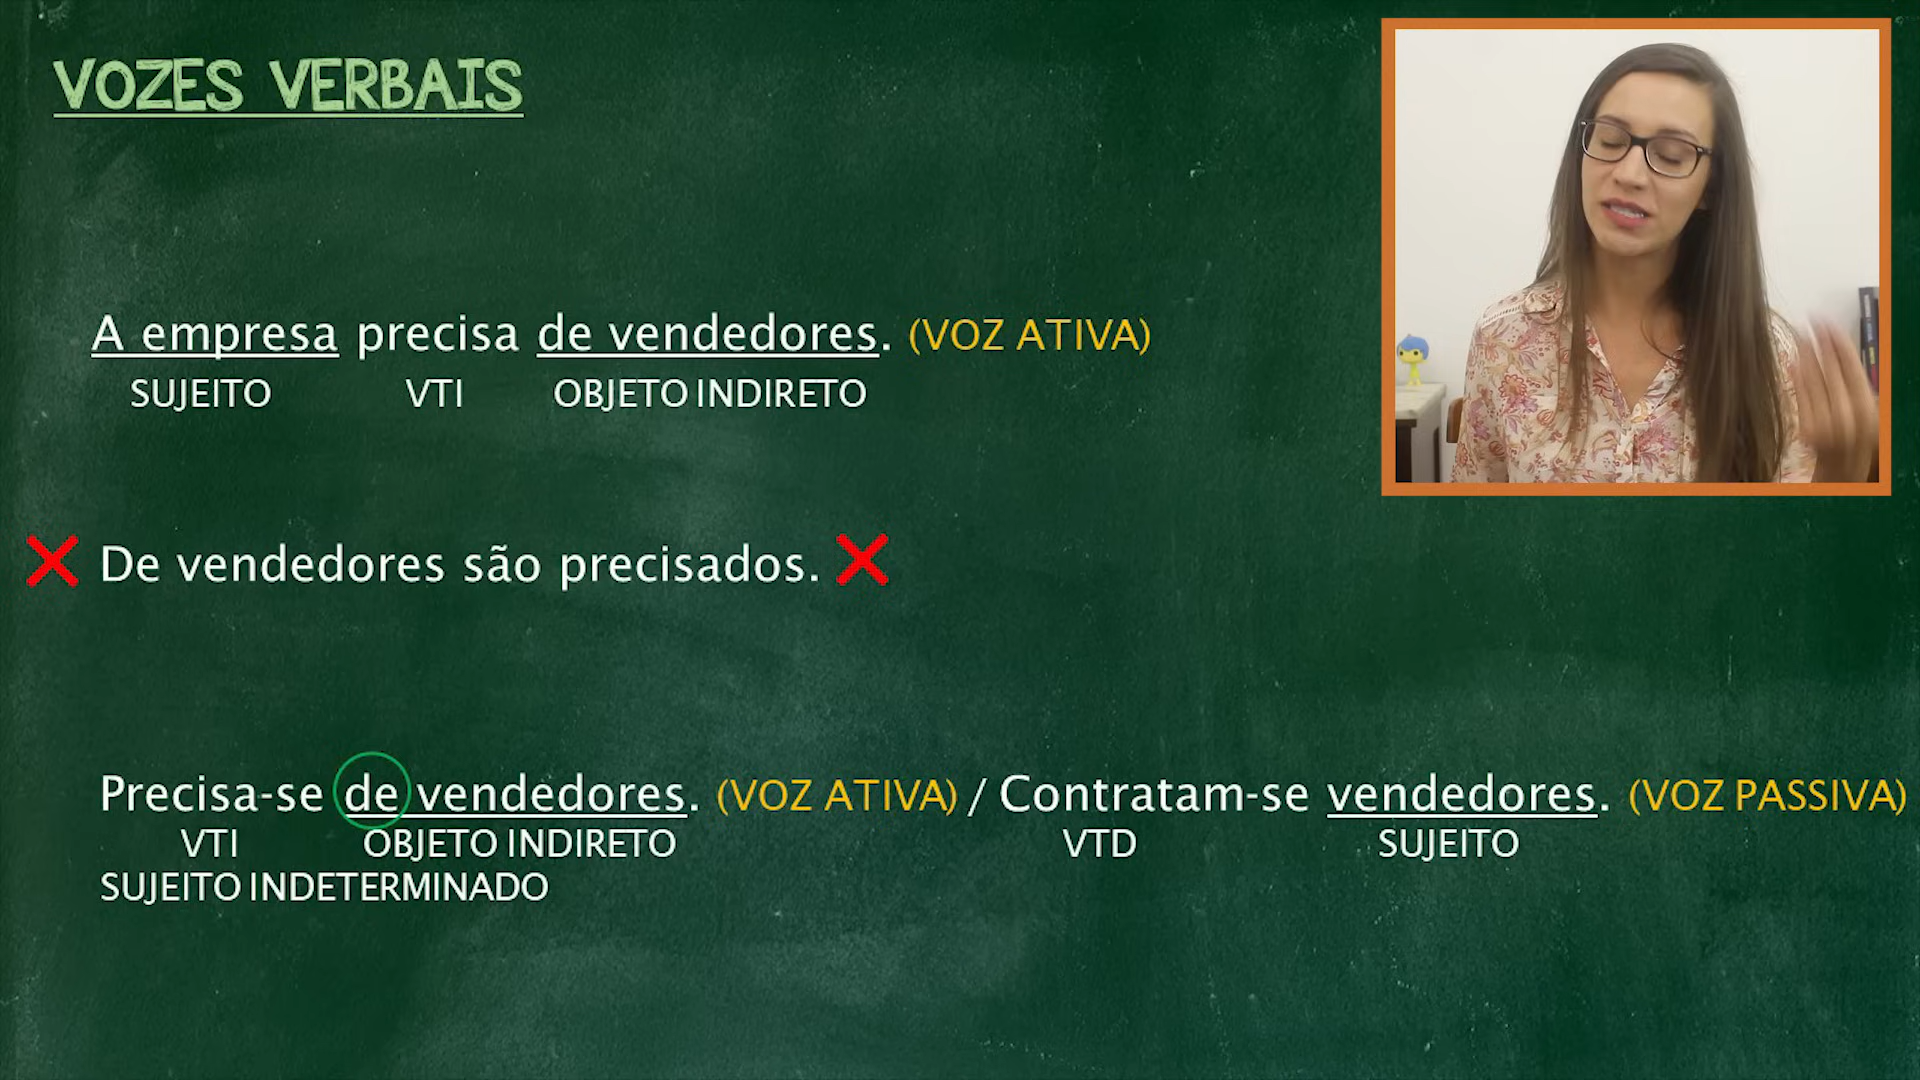 VOZES VERBAIS
A empresa precisa de vendedores. (VOZ ATIVA)
SUJEITO VTI OBJETO INDIRETO
De vendedores são precisados.
Precisa-se de vendedores. (VOZ ATIVA) / Contratam-se vendedores. (VOZ PASSIVA)
VTI OBJETO INDIRETO VTD SUJEITO
SUJEITO INDETERMINADO